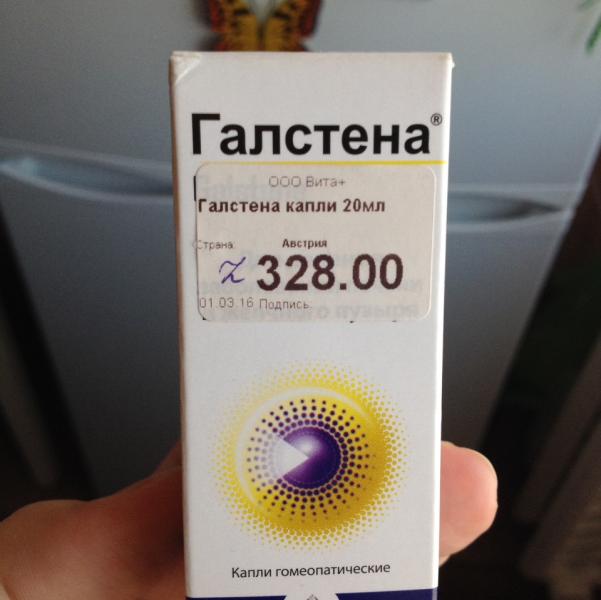 Галстена®
ООО Вита+
Галстена капли 20мл
Страна: Австрия
328.00
01.03.16 Подпись:
Капли гомеопатические